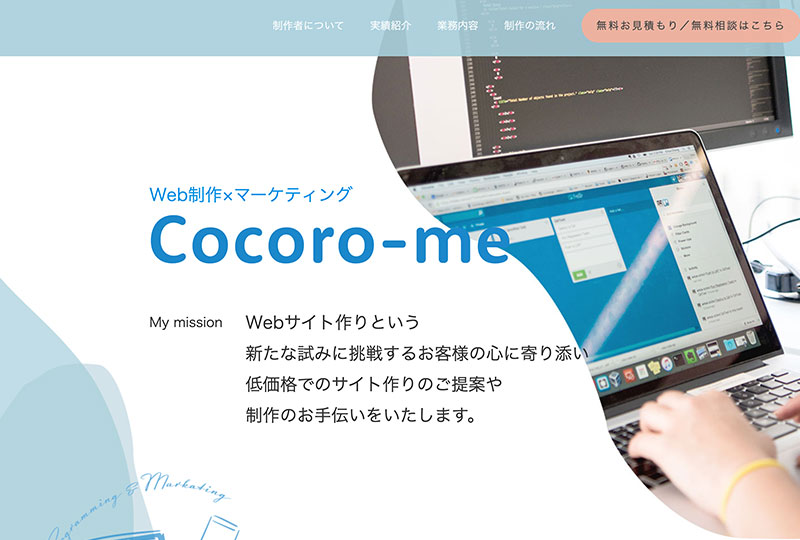 制作者について
実績紹介
業務内容
制作の流れ
無料お見積もり／無料相談はこちら
Web制作×マーケティング
Cocoro-me
My mission
Webサイト作りという
新たな試みに挑戦するお客様の心に寄り添い
低価格でのサイト作りのご提案や
制作のお手伝いをいたします。
& Marketing